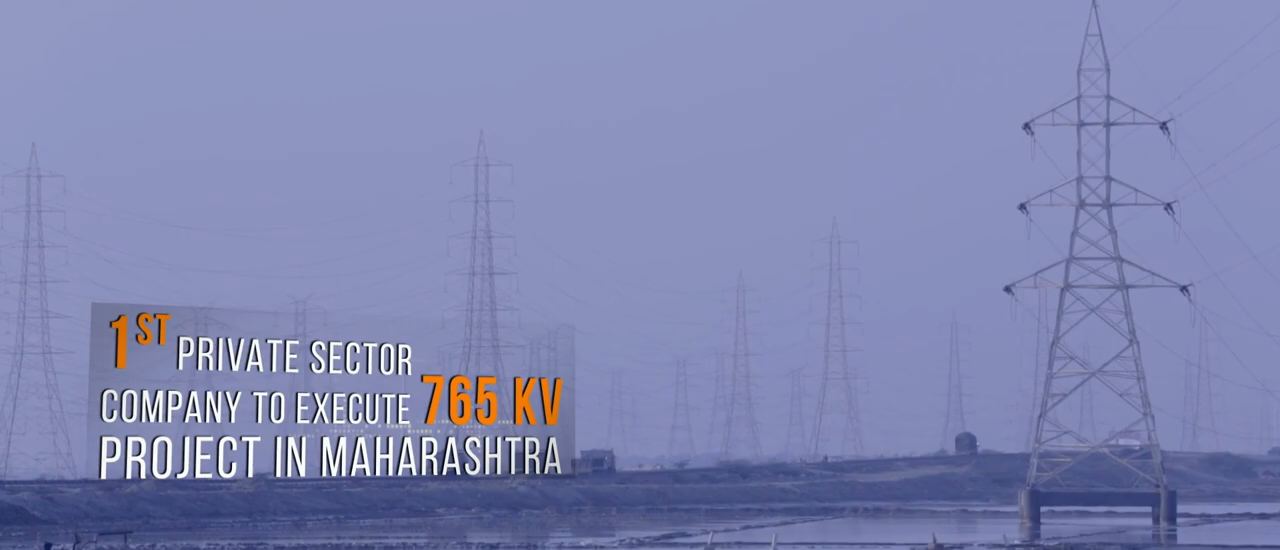 1ST PRIVATE SECTOR
COMPANY TO EXECUTE 765 KV
PROJECT IN MAHARASHTRA